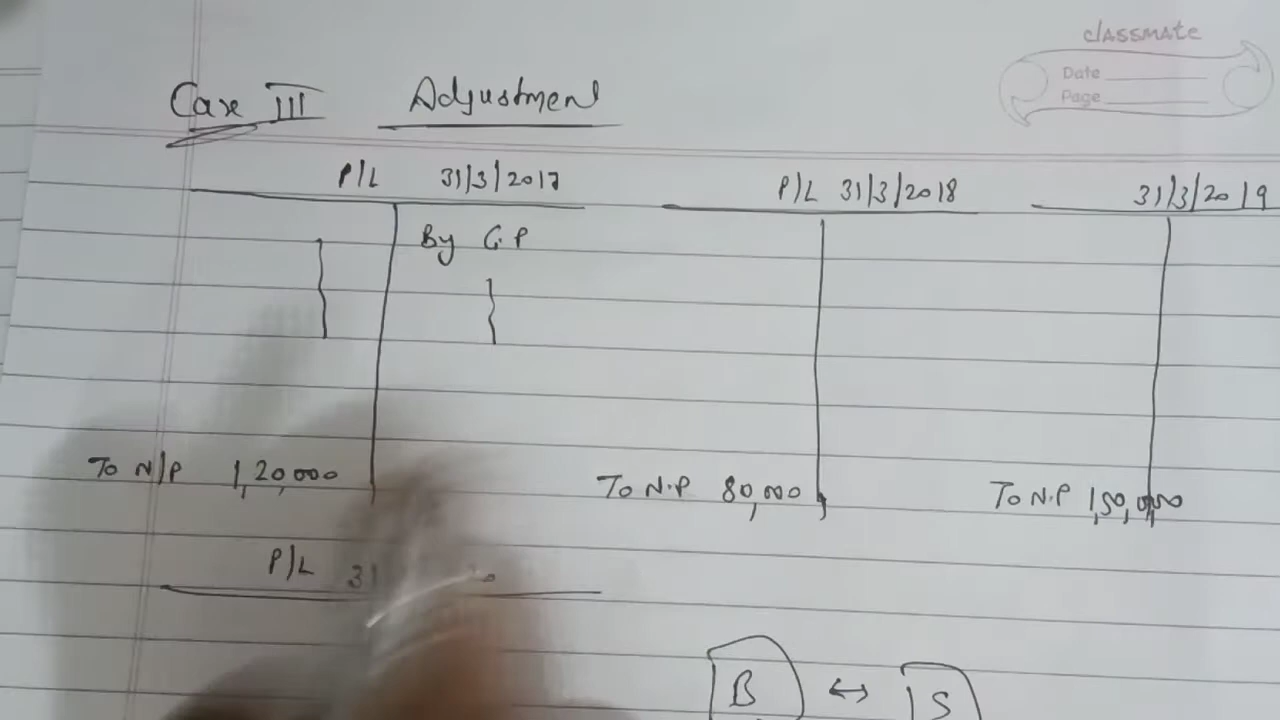 classmate
Date
Page
Case III Adjustment
P/L 31/3/2017
P/L 31/3/2018
31/3/2019
By G.P
To N/P 1,20,000
To N.P 80,000
To N.P 1,50,000
P/L 31
B ↔ S